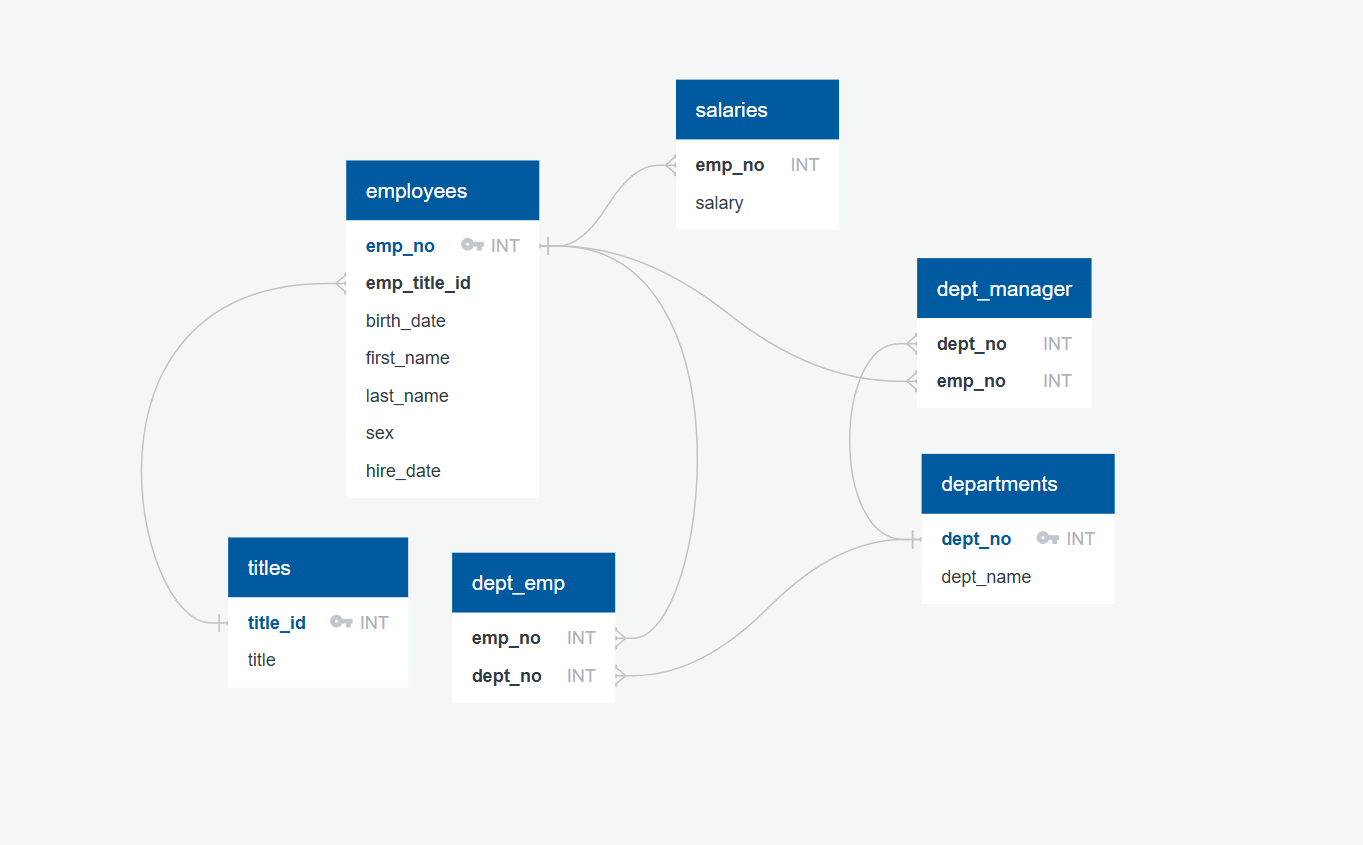 salaries
emp_no INT
salary
employees
emp_no INT
emp_title_id
birth_date
first_name
last_name
sex
hire_date
dept_manager
dept_no INT
emp_no INT
departments
dept_no INT
dept_name
titles
title_id INT
title
dept_emp
emp_no INT
dept_no INT